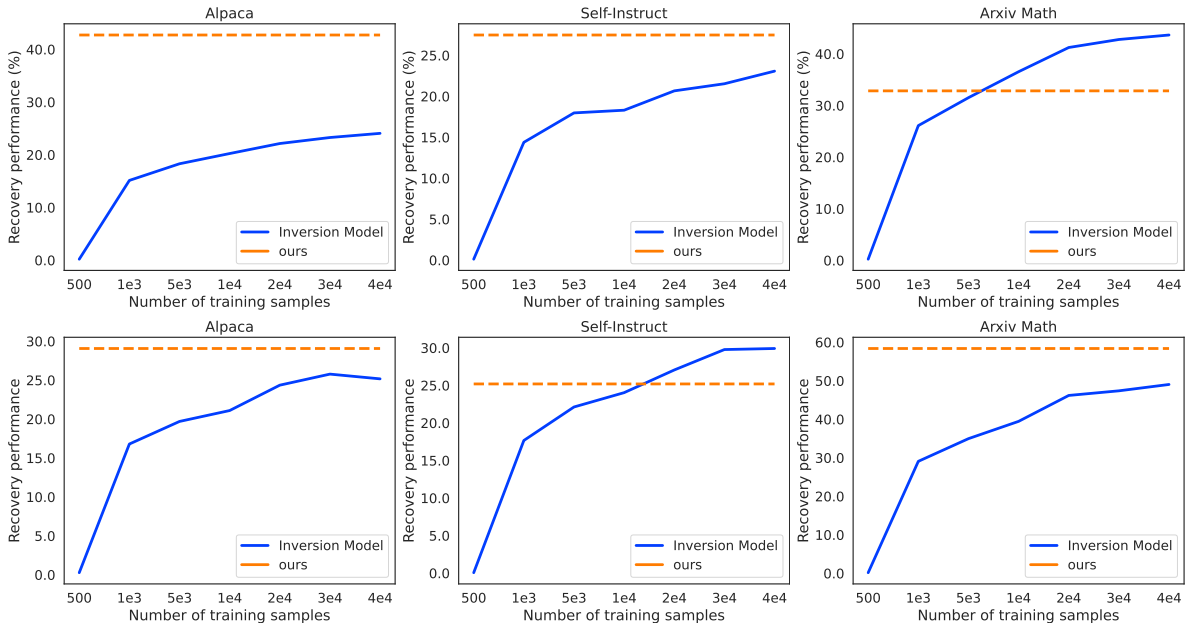 Alpaca
Recovery performance (%)
40.0
30.0
20.0
10.0
0.0
Inversion Model
ours
500 1e3 5e3 1e4 2e4 3e4 4e4
Number of training samples
Self-Instruct
Recovery performance (%)
25.0
20.0
15.0
10.0
5.0
0.0
Inversion Model
ours
500 1e3 5e3 1e4 2e4 3e4 4e4
Number of training samples
Arxiv Math
Recovery performance (%)
40.0
30.0
20.0
10.0
0.0
Inversion Model
ours
500 1e3 5e3 1e4 2e4 3e4 4e4
Number of training samples
Alpaca
Recovery performance
30.0
25.0
20.0
15.0
10.0
5.0
0.0
Inversion Model
ours
500 1e3 5e3 1e4 2e4 3e4 4e4
Number of training samples
Self-Instruct
Recovery performance
30.0
25.0
20.0
15.0
10.0
5.0
0.0
Inversion Model
ours
500 1e3 5e3 1e4 2e4 3e4 4e4
Number of training samples
Arxiv Math
Recovery performance
60.0
50.0
40.0
30.0
20.0
10.0
0.0
Inversion Model
ours
500 1e3 5e3 1e4 2e4 3e4 4e4
Number of training samples